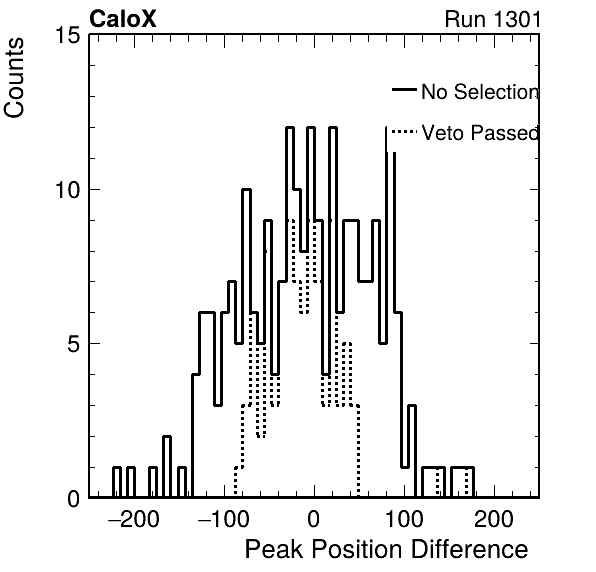 CaloX
Run 1301
Counts
15
No Selection
Veto Passed
10
5
0
−200 −100 0 100 200
Peak Position Difference